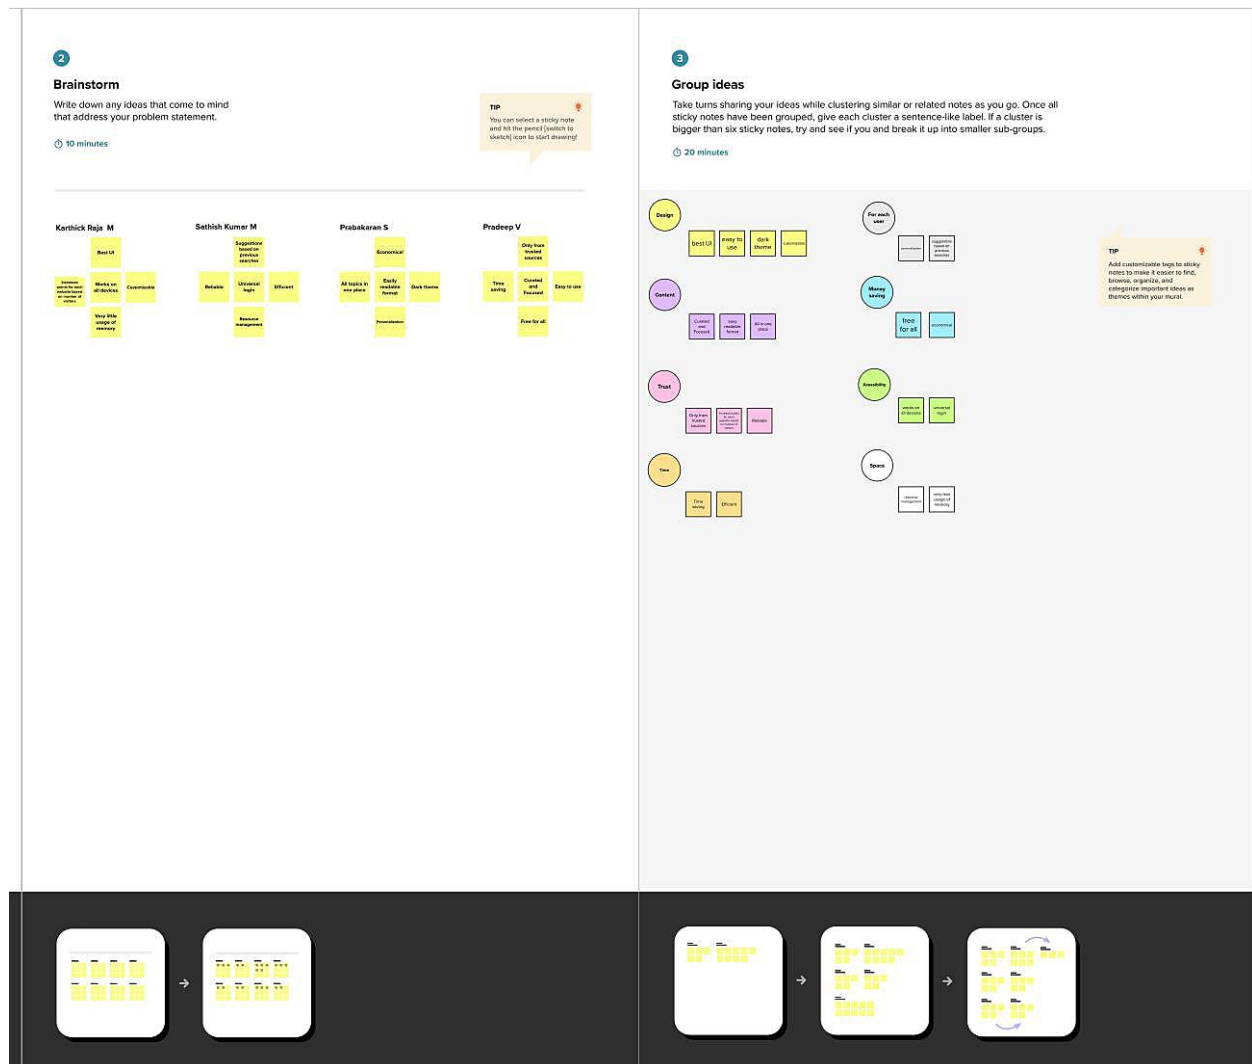 2
Brainstorm
Write down any ideas that come to mind
that address your problem statement.
10 minutes
TIP
You can select a sticky note
and hit the pencil [switch to
sketch] icon to start drawing!
Karthick Raja M
Best UI
Works on
all devices
Customizable
Very little
usage of
memory
Sathish Kumar M
Suggestions
based on
previous
searches
Reliable
Universal
login
Efficient
Resource
management
Prabakaran S
Economical
All topics in
one place
Easily
readable
format
Dark theme
Personalization
Pradeep V
Only from
trusted
sources
Time
saving
Curated
and
Focused
Easy to use
Free for all
3
Group ideas
Take turns sharing your ideas while clustering similar or related notes as you go. Once all
sticky notes have been grouped, give each cluster a sentence-like label. If a cluster is
bigger than six sticky notes, try and see if you and break it up into smaller sub-groups.
20 minutes
Design
best UI
easy to
use
dark
theme
customizable
For each
user
personalization
Suggestions
based on
previous
searches
TIP
Add customizable tags to sticky
notes to make it easier to find,
browse, organize, and
categorize important ideas as
themes within your mural.
Content
Curated
and
Focused
Easy
readable
format
All in one
place
Money
saving
free
for all
economical
Trust
Only from
trusted
sources
Reliable
works on
all devices
universal
login
Time
Time
saving
Efficient
Space
resource
management
very little
usage of
memory